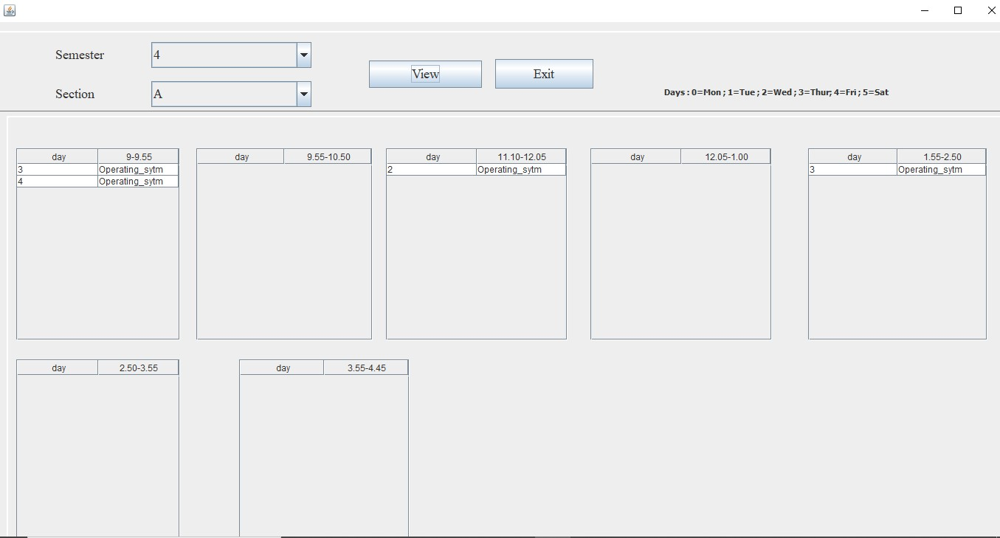 Semester 4
View Exit
Section A
Days : 0=Mon ; 1=Tue ; 2=Wed ; 3=Thur; 4=Fri ; 5=Sat
day 9-9.55 day 9.55-10.50 day 11.10-12.05 day 12.05-1.00 day 1.55-2.50
3 Operating_sytm 2 Operating_sytm 3 Operating_sytm
4 Operating_sytm
day 2.50-3.55 day 3.55-4.45